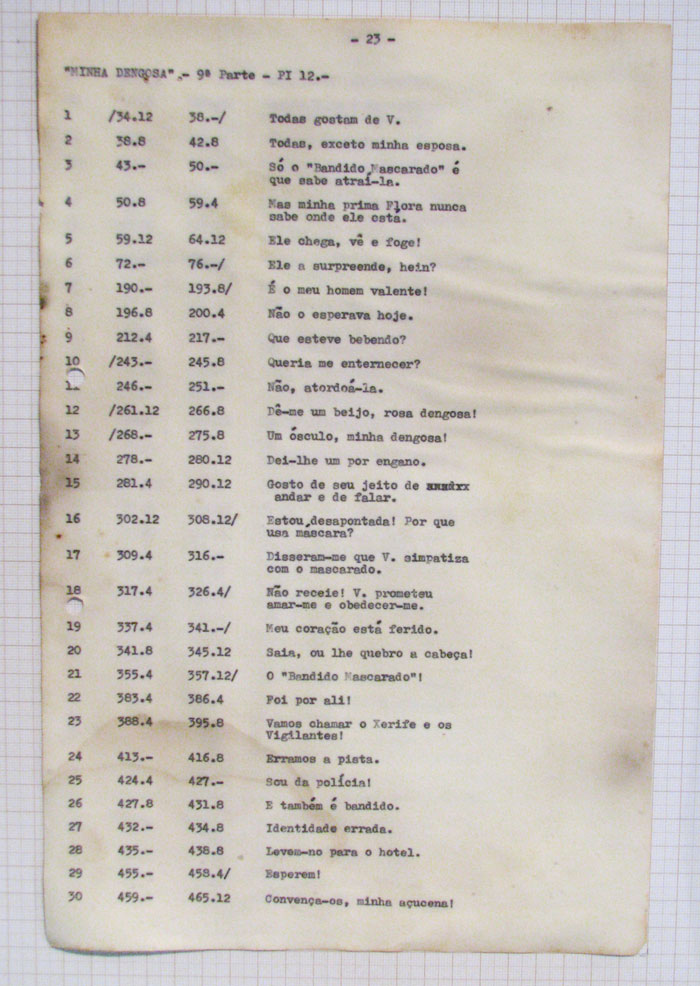 - 23 -
"MINHA DENGOSA".- 9ª Parte - PI 12.-
1 /34.12 38.-/ Todas gostam de V.
2 38.8 42.8 Todas, exceto minha esposa.
3 43.- 50.- Só o "Bandido Mascarado" é
que sabe atraí-la.
4 50.8 59.4 Mas minha prima Flora nunca
sabe onde ele está.
5 59.12 64.12 Ele chega, vê e foge!
6 72.- 76.-/ Ele a surpreende, hein?
7 190.- 193.8/ É o meu homem valente!
8 196.8 200.4 Não o esperava hoje.
9 212.4 217.- Que esteve bebendo?
10 /243.- 245.8 Queria me enternecer?
11 246.- 251.- Não, atordoá-la.
12 /261.12 266.8 Dê-me um beijo, rosa dengosa!
13 /268.- 275.8 Um ósculo, minha dengosa!
14 278.- 280.12 Dei-lhe um por engano.
15 281.4 290.12 Gosto de seu jeito de
andar e de falar.
16 302.12 308.12/ Estou desapontada! Por que
usa mascara?
17 309.4 316.- Disseram-me que V. simpatiza
com o mascarado.
18 317.4 326.4/ Não receie! V. prometeu
amar-me e obedecer-me.
19 337.4 341.-/ Meu coração está ferido.
20 341.8 345.12 Saia, ou lhe quebro a cabeça!
21 355.4 357.12/ O "Bandido Mascarado"!
22 383.4 386.4 Foi por ali!
23 388.4 395.8 Vamos chamar o Xerife e os
Vigilantes!
24 413.- 416.8 Erramos a pista.
25 424.4 427.- Sou da polícia!
26 427.8 431.8 E também é bandido.
27 432.- 434.8 Identidade errada.
28 435.- 438.8 Levem-no para o hotel.
29 455.- 458.4/ Esperem!
30 459.- 465.12 Convença-os, minha açucena!